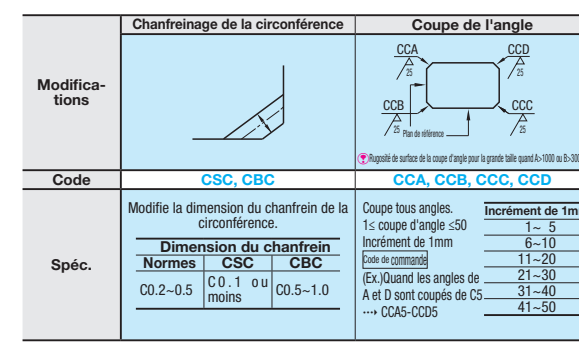 Chanfreinage de la circonférence
Coupe de l'angle
Modifica-
tions
CCA
25
CCD
25
CCB
25
CCC
25
Plan de référence
Rugosité de surface de la coupe d'angle pour la grande taille quand A>1000 ou B>300
Code
CSC, CBC
CCA, CCB, CCC, CCD
Spéc.
Modifie la dimension du chanfrein de la
circonférence.
Dimension du chanfrein
Normes CSC CBC
C0.2~0.5 C0.1 ou moins C0.5~1.0
Coupe tous angles.
1≤ coupe d'angle ≤50
Incrément de 1mm
Code de commande
(Ex.)Quand les angles de
A et D sont coupés de C5
····› CCA5-CCD5
Incrément de 1m
1~ 5
6~10
11~20
21~30
31~40
41~50